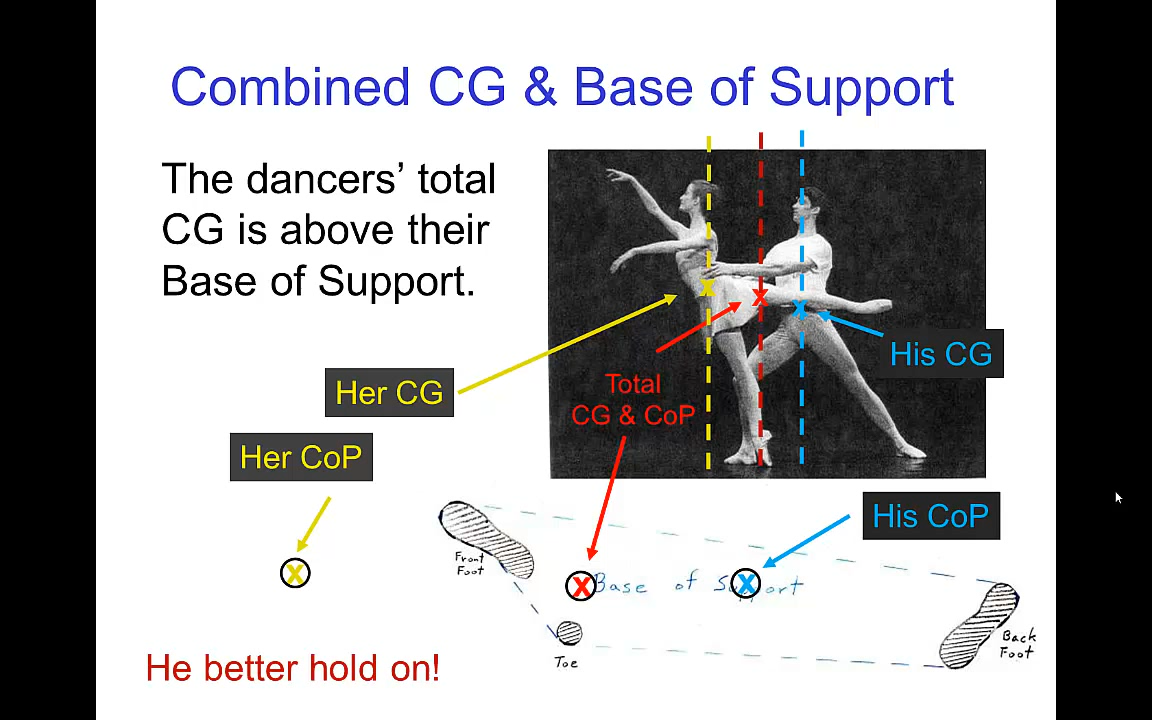 Combined CG & Base of Support
The dancers’ total
CG is above their
Base of Support.
His CG
Her CG
Total
CG & CoP
Her CoP
His CoP
Front
Foot
X
X
Base of Support
X
Toe
Back
Foot
He better hold on!